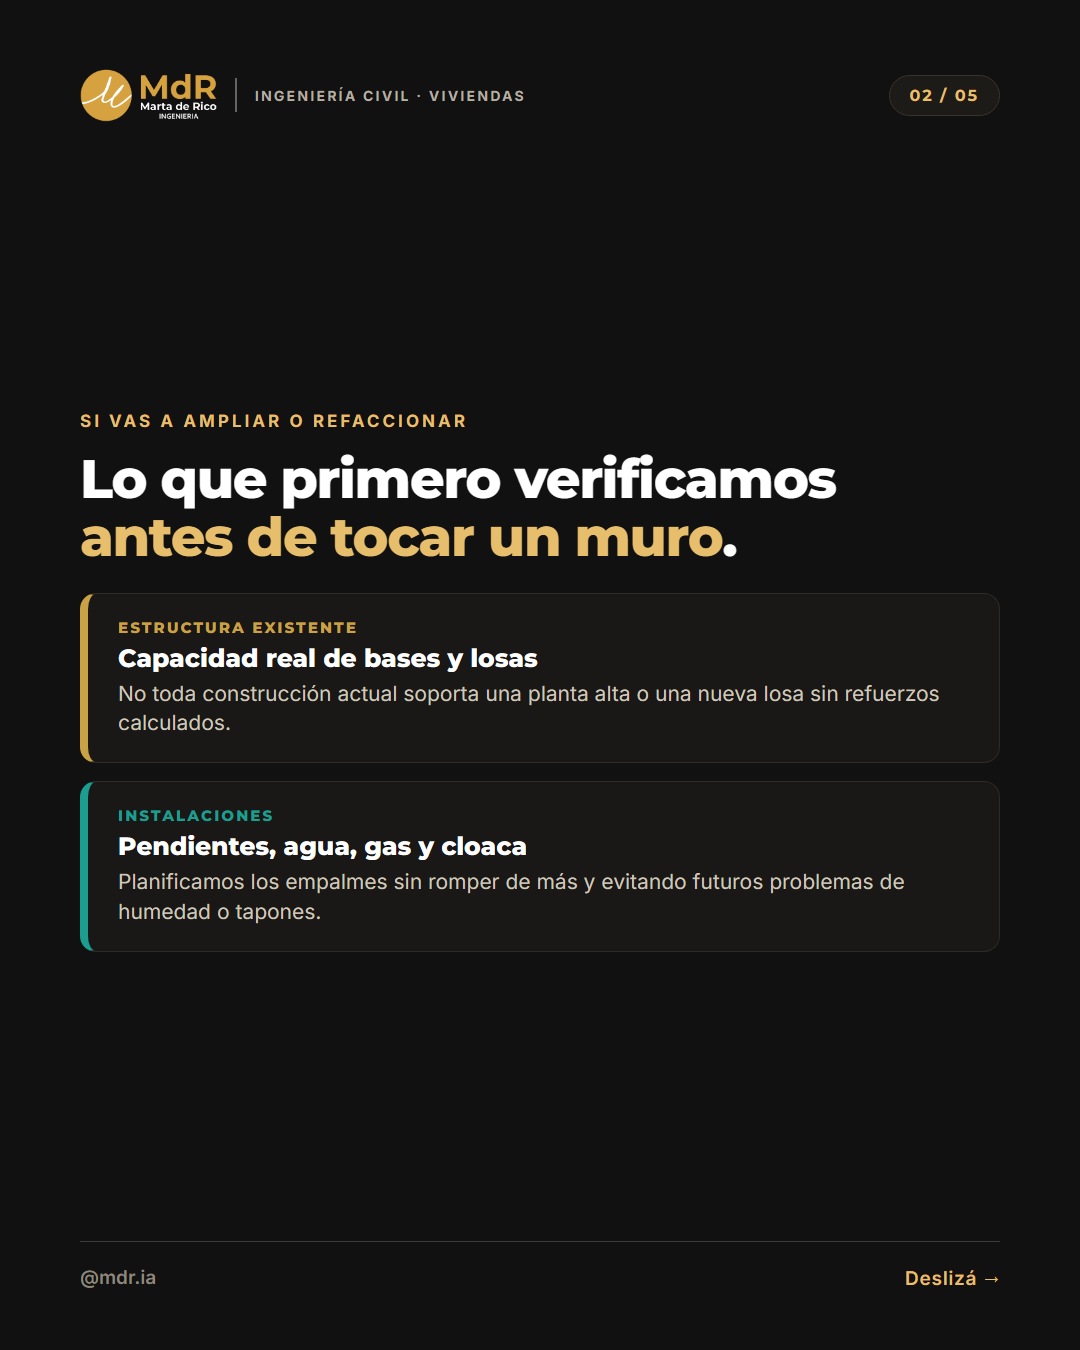 MdR
Marta de Rico
INGENIERIA
INGENIERÍA CIVIL · VIVIENDAS
02 / 05
SI VAS A AMPLIAR O REFACCIONAR
Lo que primero verificamos
antes de tocar un muro.
ESTRUCTURA EXISTENTE
Capacidad real de bases y losas
No toda construcción actual soporta una planta alta o una nueva losa sin refuerzos
calculados.
INSTALACIONES
Pendientes, agua, gas y cloaca
Planificamos los empalmes sin romper de más y evitando futuros problemas de
humedad o tapones.
@mdr.ia
Deslizá →